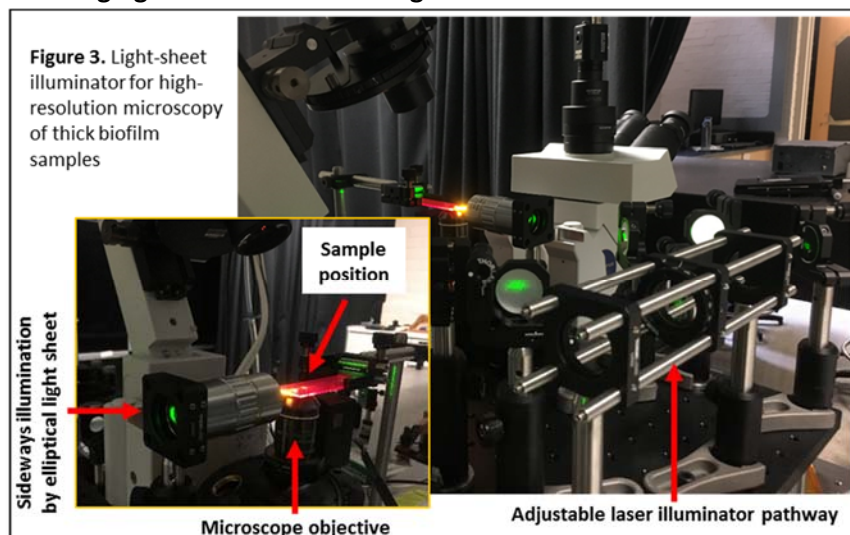 Figure 3. Light-sheet
illuminator for high-
resolution microscopy
of thick biofilm
samples
Sample
position
Sideways illumination
by elliptical light sheet
Microscope objective
Adjustable laser illuminator pathway